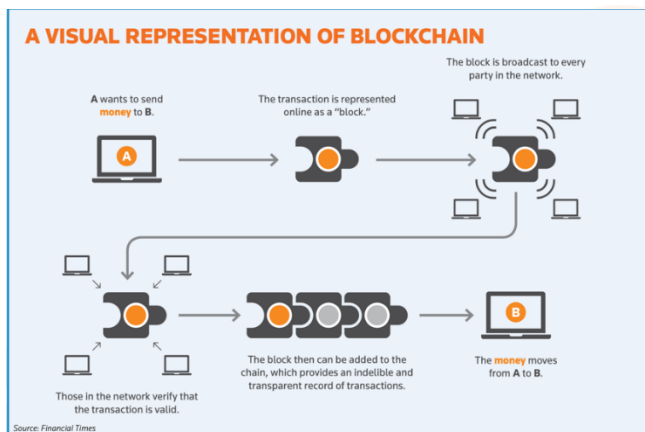 A VISUAL REPRESENTATION OF BLOCKCHAIN
A wants to send
money to B.
The transaction is represented
online as a “block.”
The block is broadcast to every
party in the network.
A
Those in the network verify that
the transaction is valid.
The block then can be added to the
chain, which provides an indelible and
transparent record of transactions.
B
The money moves
from A to B.
Source: Financial Times